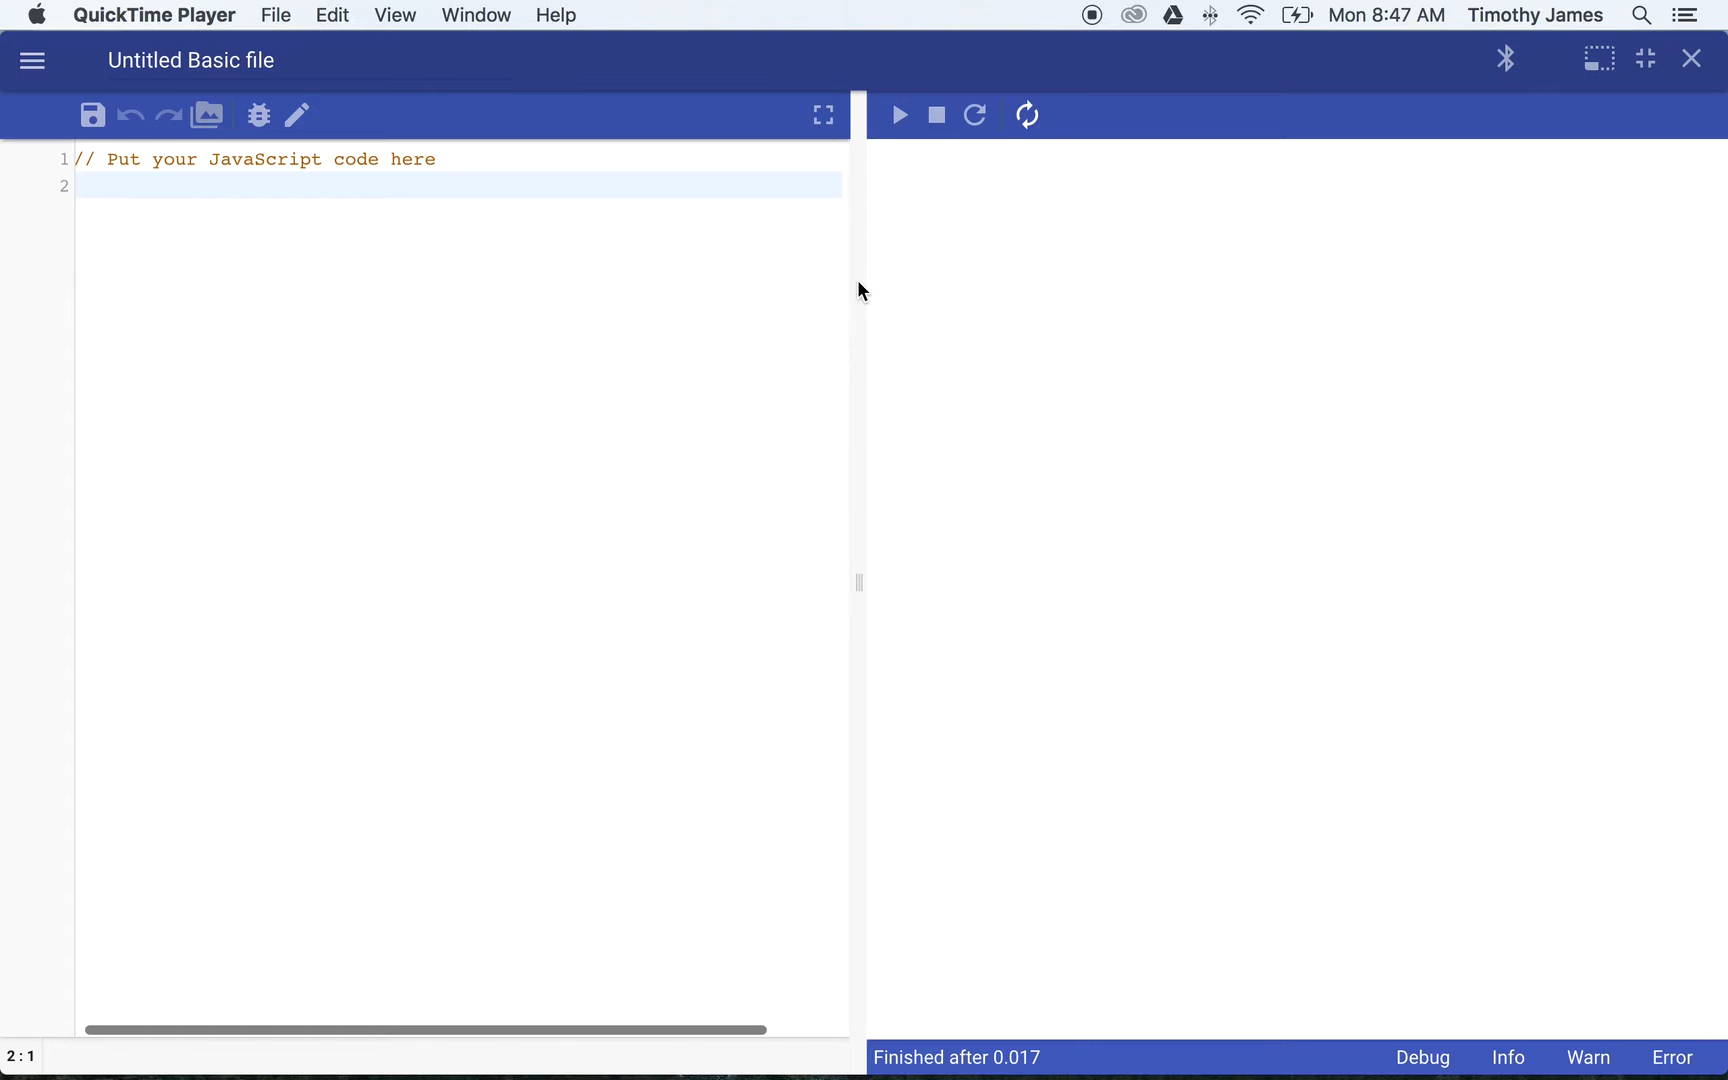 QuickTime Player File Edit View Window Help Mon 8:47 AM Timothy James
Untitled Basic file
1 // Put your JavaScript code here
2
2:1
Finished after 0.017 Debug Info Warn Error